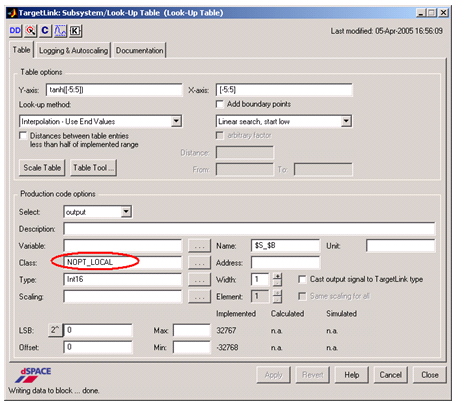 TargetLink: Subsystem/Look-Up Table (Look-Up Table)
DD C K Last modified: 05-Apr-2005 16:56:09
Table Logging & Autoscaling Documentation
Table options
Y-axis: tanh([-5:5]) X-axis: [-5:5]
Look-up method: Add boundary points
Interpolation - Use End Values Linear search, start low
Distances between table entries arbitrary factor
less than half of implemented range
Distance:
Scale Table Table Tool ... From: To:
Production code options
Select: output
Description:
Variable: ... Name: $S_$B Unit:
Class: NOPT_LOCAL ... Address:
Type: Int16 ... Width: 1 Cast output signal to TargetLink type
Scaling: ... Element: 1 Same scaling for all
Implemented Calculated Simulated
LSB: 2^ 0 Max: 32767 n.a. n.a.
Offset: 0 Min: -32768 n.a. n.a.
dSPACE Apply Revert Help Cancel Close
Writing data to block ... done.